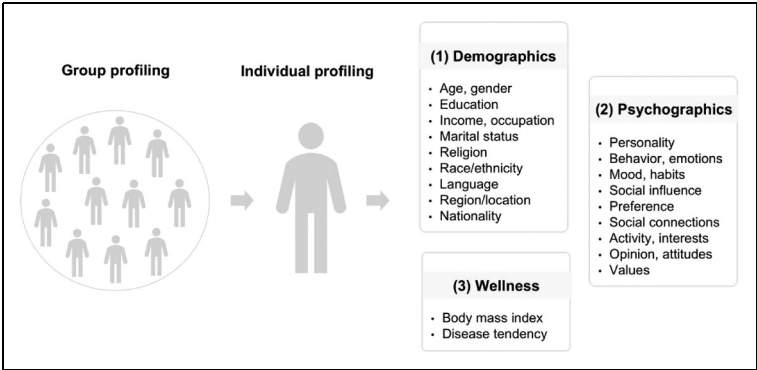 Group profiling
Individual profiling
(1) Demographics
• Age, gender
• Education
• Income, occupation
• Marital status
• Religion
• Race/ethnicity
• Language
• Region/location
• Nationality
(2) Psychographics
• Personality
• Behavior, emotions
• Mood, habits
• Social influence
• Preference
• Social connections
• Activity, interests
• Opinion, attitudes
• Values
(3) Wellness
• Body mass index
• Disease tendency